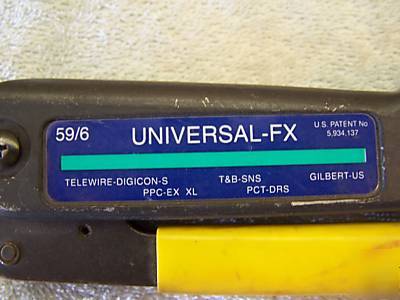 59/6 UNIVERSAL-FX U.S. PATENT No
5,934,137
TELEWIRE-DIGICON-S T&B-SNS GILBERT-US
PPC-EX XL PCT-DRS